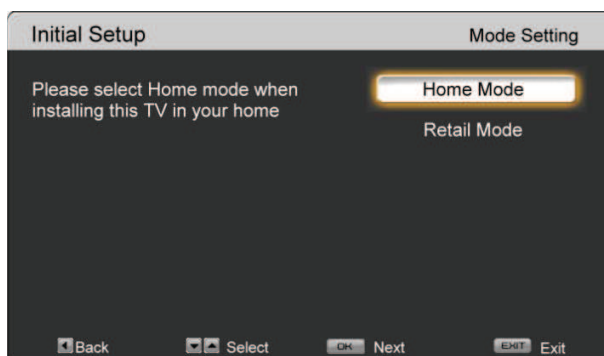 Initial Setup
Mode Setting
Please select Home mode when
installing this TV in your home
Home Mode
Retail Mode
Back
Select
OK Next
EXIT Exit